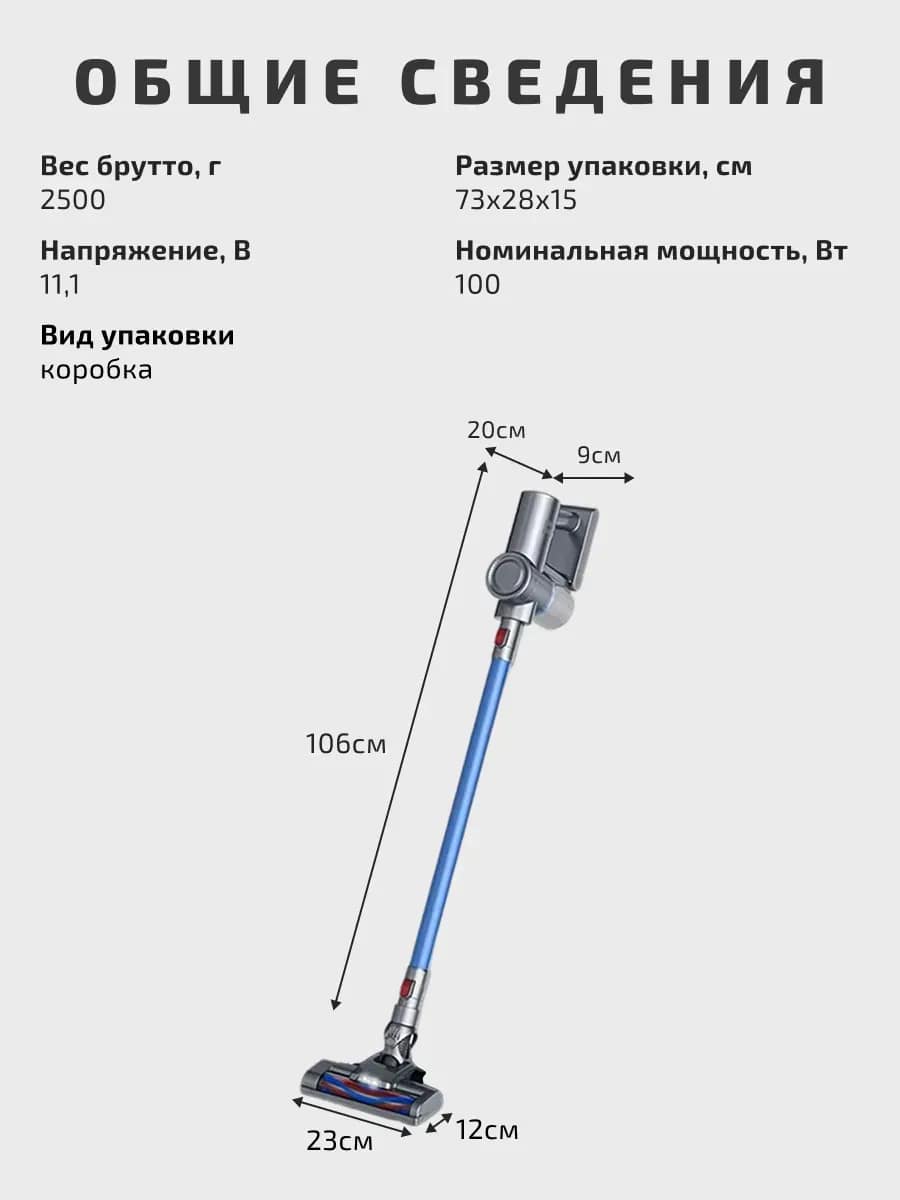 ОБЩИЕ СВЕДЕНИЯ
Вес брутто, г
2500
Размер упаковки, см
73х28х15
Напряжение, В
11,1
Номинальная мощность, Вт
100
Вид упаковки
коробка
20см
9см
106см
23см
12см